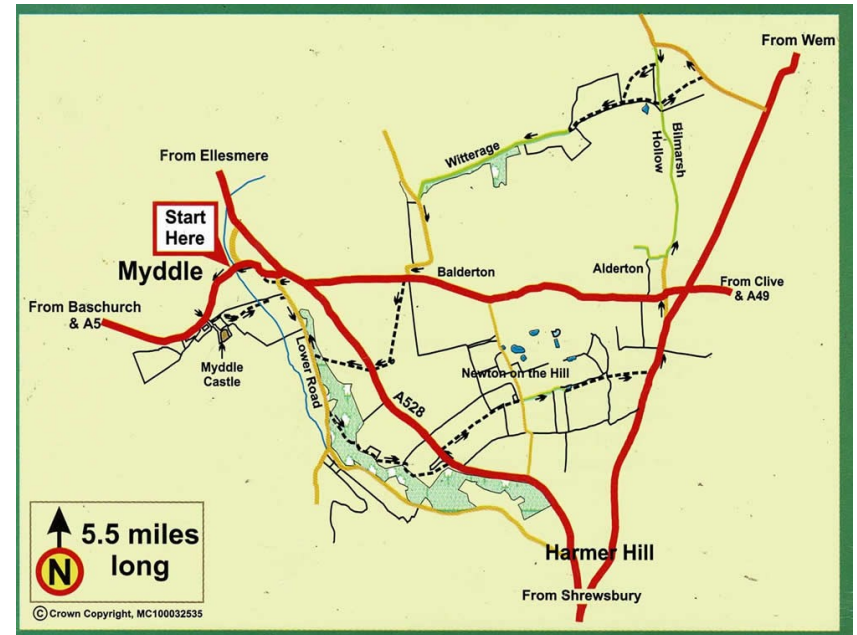 From Wem
From Ellesmere
Witterage
Bilmarsh
Hollow
Start
Here
Myddle
Balderton
Alderton
From Clive
& A49
From Baschurch
& A5
Myddle
Castle
Lower Road
A528
Newton on the Hill
5.5 miles
long
N
Harmer Hill
From Shrewsbury
© Crown Copyright, MC100032535